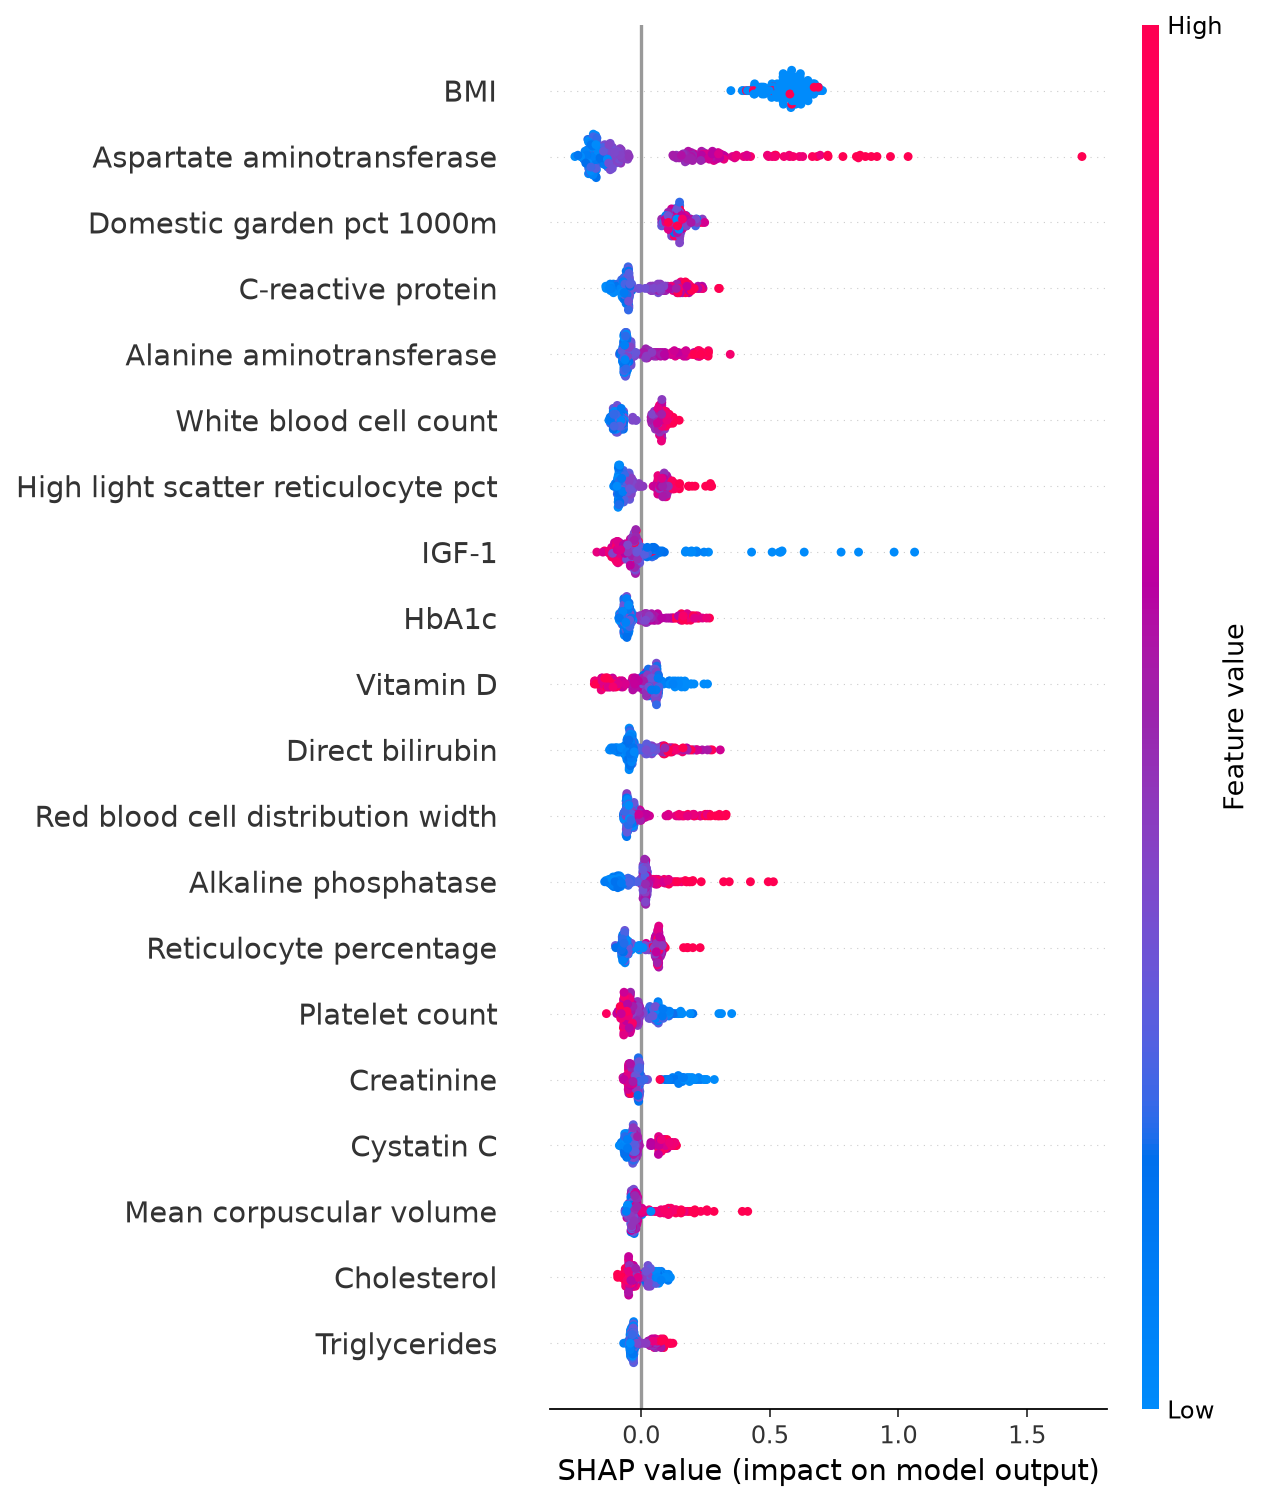 High
BMI
Aspartate aminotransferase
Domestic garden pct 1000m
C-reactive protein
Alanine aminotransferase
White blood cell count
High light scatter reticulocyte pct
IGF-1
HbA1c
Vitamin D
Direct bilirubin
Red blood cell distribution width
Alkaline phosphatase
Reticulocyte percentage
Platelet count
Creatinine
Cystatin C
Mean corpuscular volume
Cholesterol
Triglycerides
Feature value
Low
0.0 0.5 1.0 1.5
SHAP value (impact on model output)